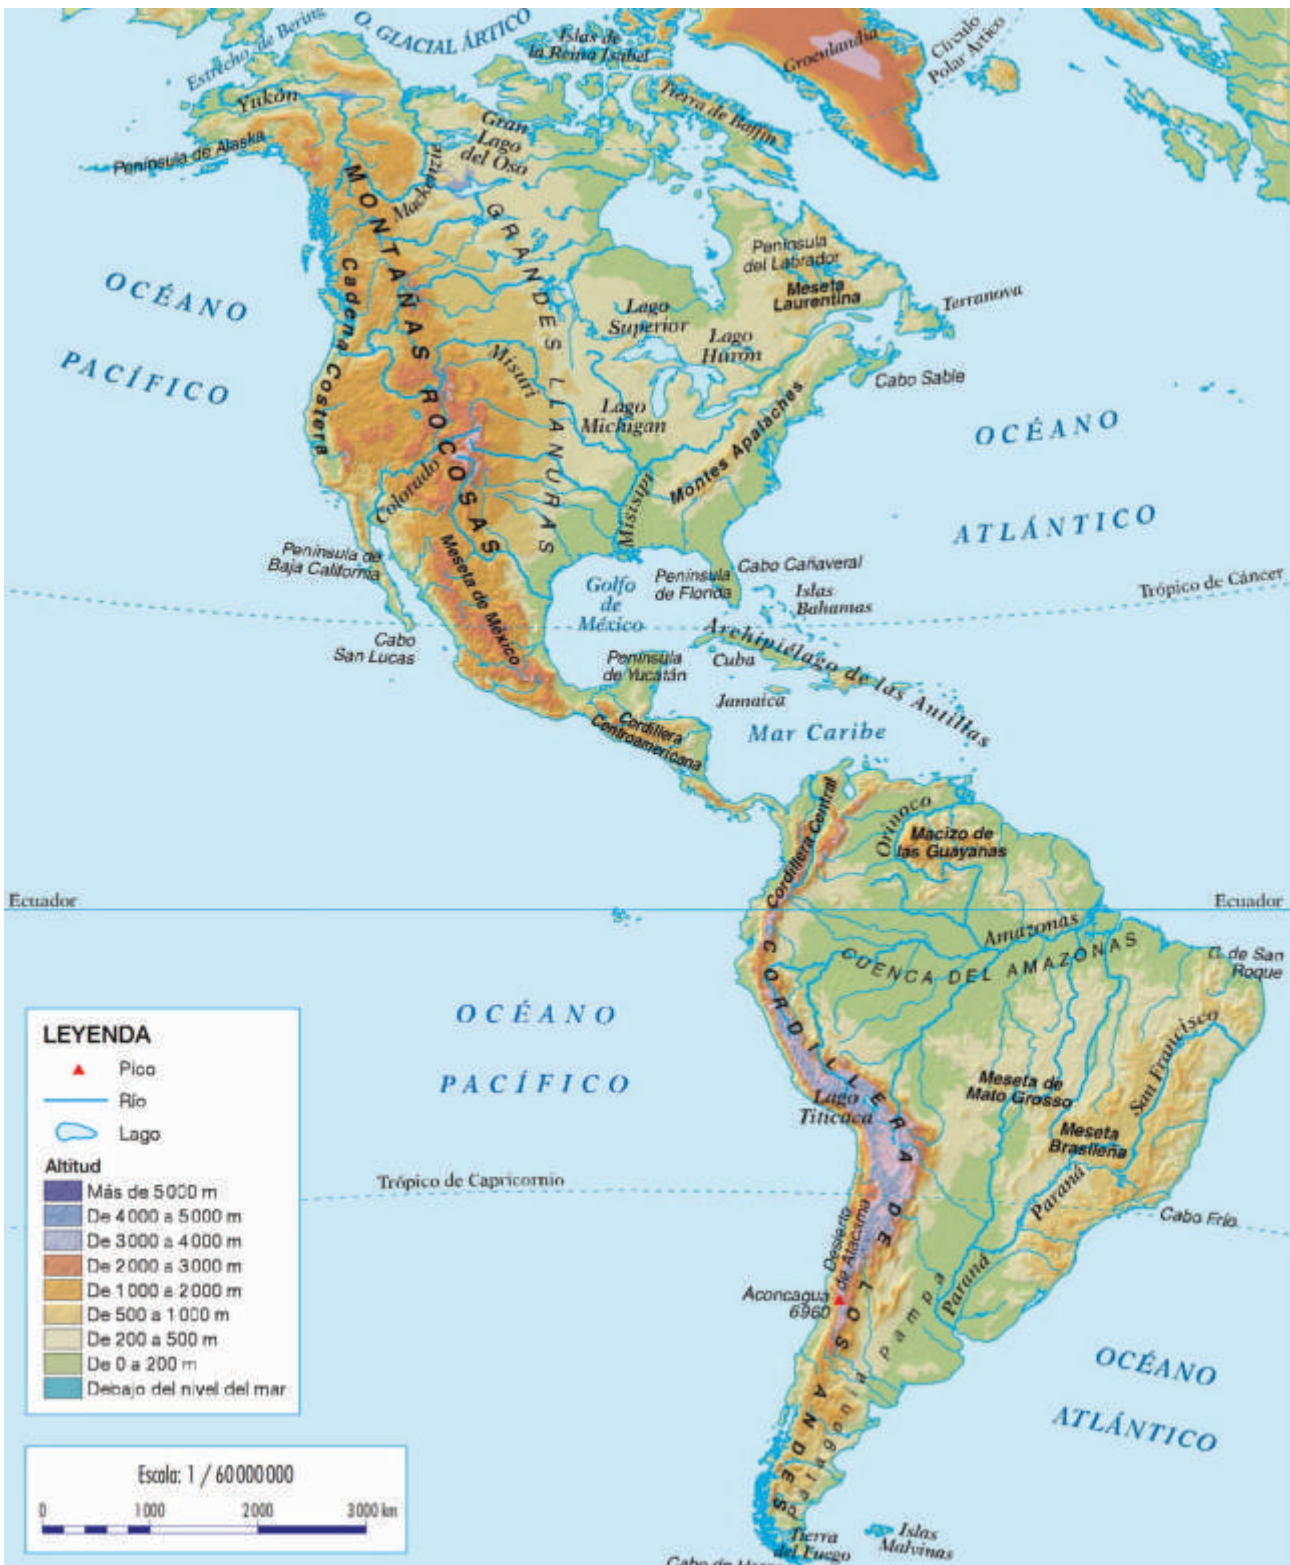 Estrecho de Bering
O. GLACIAL ÁRTICO
Islas de
la Reina Isabel
Groenlandia
Círculo
Polar Ártico
Yukón
Península de Alaska
Gran
Lago
del Oso
Tierra de Baffin
Mackenzie
MONTAÑAS ROCOSAS
GRANDES LLANURAS
Cadena Costera
OCÉANO
PACÍFICO
Península
del Labrador
Meseta
Laurentina
Terranova
Lago
Superior
Lago
Hurón
Cabo Sable
Misuri
Lago
Michigan
Montes Apalaches
OCÉANO
ATLÁNTICO
Colorado
Misisipi
Península de
Baja California
Meseta de México
Golfo
de
México
Península
de Florida
Cabo Cañaveral
Islas
Bahamas
Trópico de Cáncer
Cabo
San Lucas
Península
de Yucatán
Cuba
Archipiélago de las Antillas
Jamaica
Mar Caribe
Cordillera
Centroamericana
Cordillera Central
Orinoco
Macizo de
las Guayanas
Ecuador
Ecuador
Amazonas
CUENCA DEL AMAZONAS
C. de San
Roque
CORDILLERA DE LOS ANDES
OCÉANO
PACÍFICO
Lago
Titicaca
Meseta de
Mato Grosso
San Francisco
Meseta
Brasileña
Paraná
Trópico de Capricornio
Cabo Frío
Desierto
de Atacama
Aconcagua
6960
Pampa
Paraná
Patagonia
OCÉANO
ATLÁNTICO
Tierra
del Fuego
Islas
Malvinas
LEYENDA
Pico
Río
Lago
Altitud
Más de 5000 m
De 4000 a 5000 m
De 3000 a 4000 m
De 2000 a 3000 m
De 1000 a 2000 m
De 500 a 1000 m
De 200 a 500 m
De 0 a 200 m
Debajo del nivel del mar
Escala: 1 / 60000000
0 1000 2000 3000 km